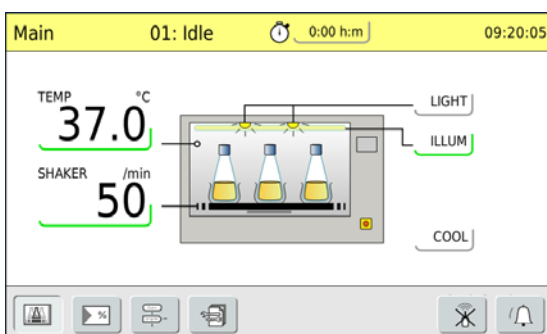 Main 01: Idle 0:00 h:m 09:20:05
TEMP °C
37.0
SHAKER /min
50
LIGHT
ILLUM
COOL
%